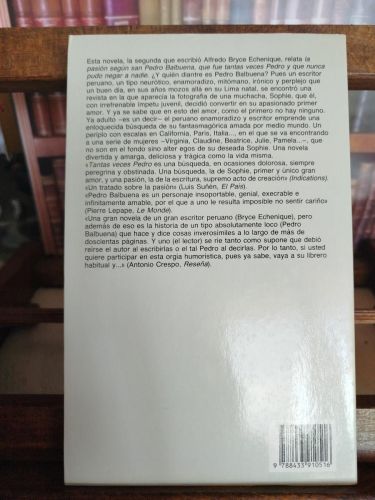 Esta novela, la segunda que escribió Alfredo Bryce Echenique, relata la
pasión según san Pedro Balbuena, que fue tantas veces Pedro y que nunca
pudo negar a nadie. ¿Y quién diantre es Pedro Balbuena? Pues un escritor
peruano, un tipo neurótico, enamoradizo, mitómano, irónico y perplejo que
un buen día, en sus años mozos allá en su Lima natal, se encontró una
revista en la que aparecía la fotografía de una muchacha, Sophie, que él,
con irrefrenable ímpetu juvenil, decidió convertir en su apasionado primer
amor. Y ya se sabe que en esto del amor, como el primero no hay ninguno.
Ya adulto –es un decir– el peruano enamoradizo y escritor emprende una
enloquecida búsqueda de su fantasmagórica amada por medio mundo. Un
periplo con escalas en California, París, Italia..., en el que se va encontrando
a una serie de mujeres –Virginia, Claudine, Beatrice, Julie, Pamela...–, que
no son en el fondo sino alter egos de su deseada Sophie. Una novela
divertida y amarga, deliciosa y trágica como la vida misma.
«Tantas veces Pedro es una búsqueda, en ocasiones dolorosa, siempre
peregrina y obstinada. Una búsqueda, la de Sophie, primer y único gran
amor, y una pasión, la de la escritura, supremo acto de creación» (Indications).
«Un tratado sobre la pasión» (Luis Suñén, El País).
«Pedro Balbuena es un personaje insoportable, genial, execrable e
infinitamente amable, por el que a uno le resulta imposible no sentir cariño»
(Pierre Lepape, Le Monde).
«Una gran novela de un gran escritor peruano (Bryce Echenique), pero
además de eso es la historia de un tipo absolutamente loco (Pedro
Balbuena) que hace y dice cosas inverosímiles a lo largo de más de
doscientas páginas. Y uno (el lector) se ríe tanto como supone que debió
reírse el autor al escribirlas o el tal Pedro al decirlas. Por lo tanto, si usted
quiere participar en esta orgía humorística, pues ya sabe, vaya a su librero
habitual y...» (Antonio Crespo, Reseña).
9 788433 910516